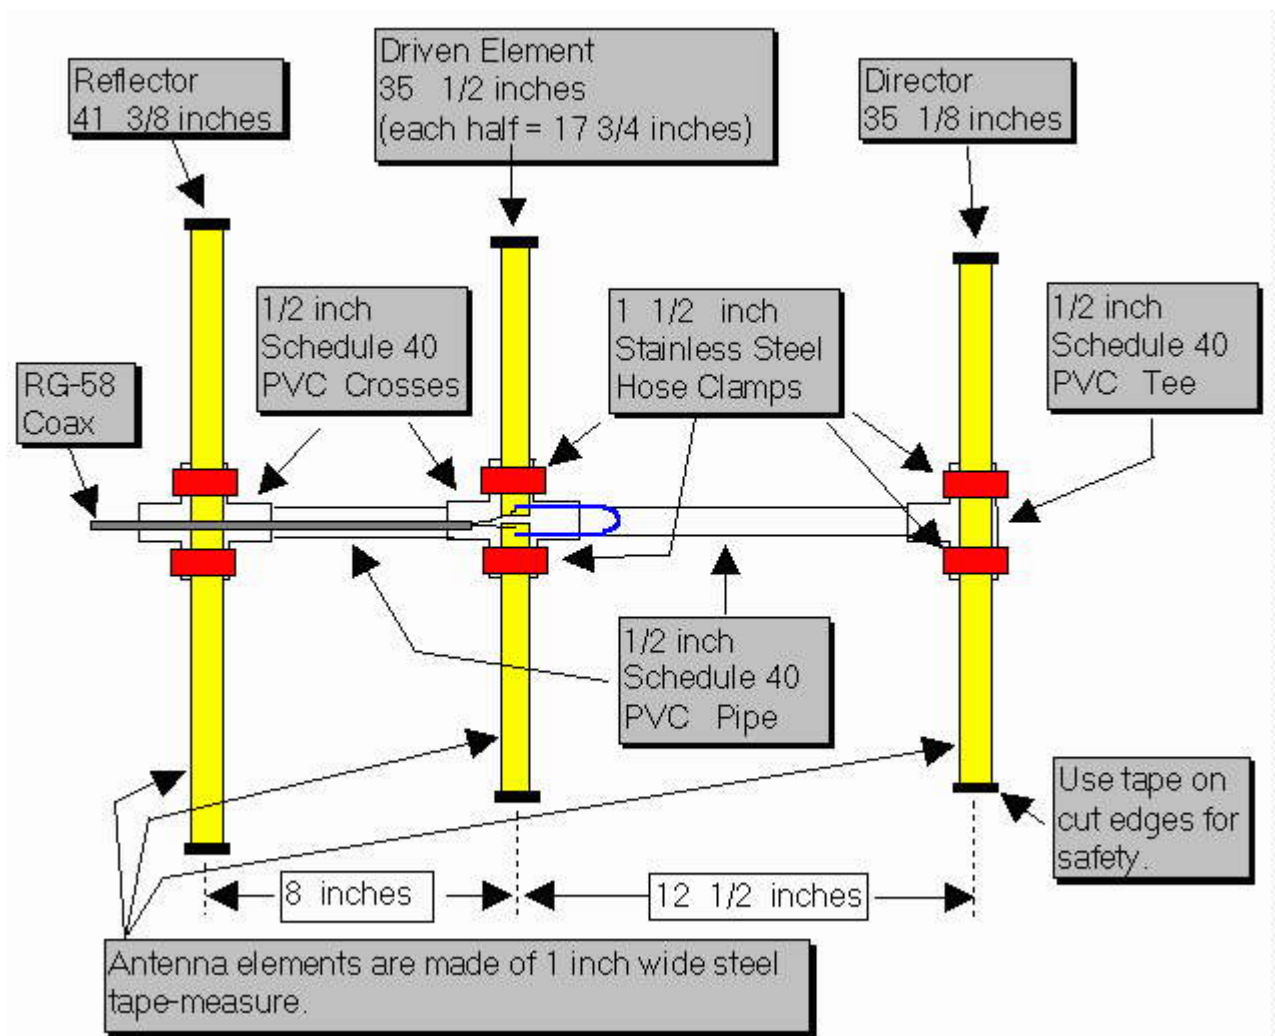 Reflector
41 3/8 inches
Driven Element
35 1/2 inches
(each half = 17 3/4 inches)
Director
35 1/8 inches
1/2 inch
Schedule 40
PVC Crosses
1 1/2 inch
Stainless Steel
Hose Clamps
1/2 inch
Schedule 40
PVC Tee
RG-58
Coax
1/2 inch
Schedule 40
PVC Pipe
Use tape on
cut edges for
safety.
8 inches
12 1/2 inches
Antenna elements are made of 1 inch wide steel
tape-measure.